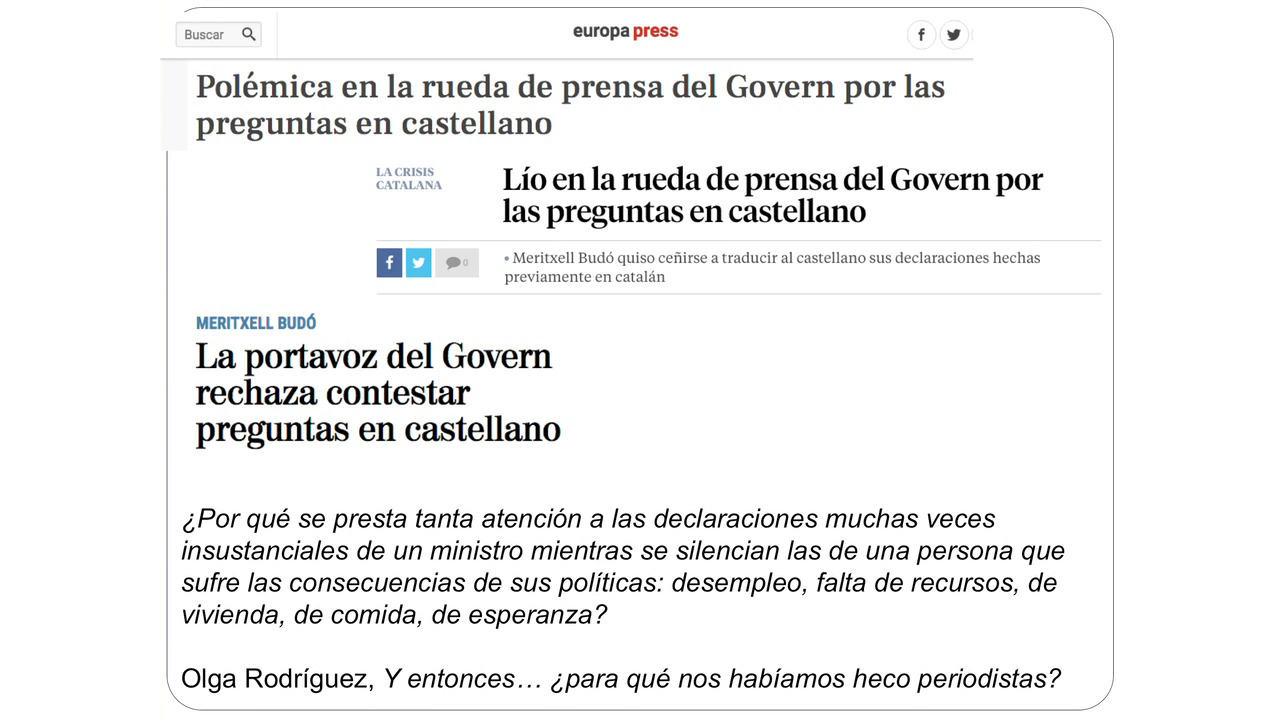 Buscar
europa press
Polémica en la rueda de prensa del Govern por las
preguntas en castellano
LA CRISIS
CATALANA
Lío en la rueda de prensa del Govern por
las preguntas en castellano
0
• Meritxell Budó quiso ceñirse a traducir al castellano sus declaraciones hechas
previamente en catalán
MERITXELL BUDÓ
La portavoz del Govern
rechaza contestar
preguntas en castellano
¿Por qué se presta tanta atención a las declaraciones muchas veces
insustanciales de un ministro mientras se silencian las de una persona que
sufre las consecuencias de sus políticas: desempleo, falta de recursos, de
vivienda, de comida, de esperanza?
Olga Rodríguez, Y entonces… ¿para qué nos habíamos heco periodistas?